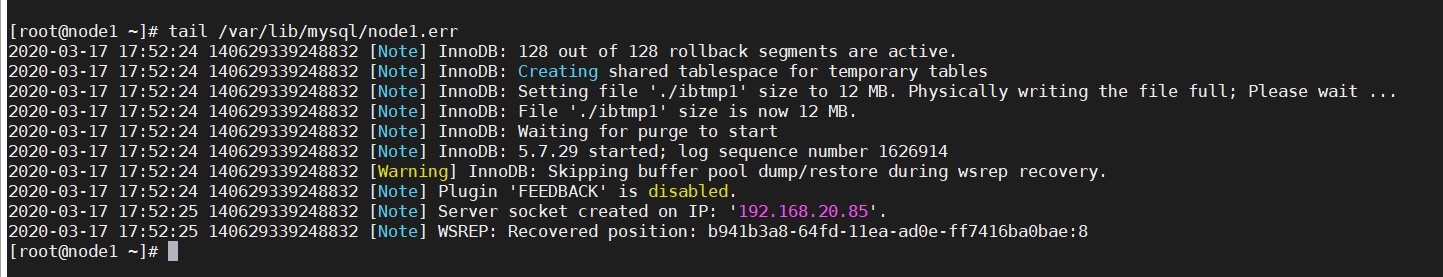 [root@node1 ~]# tail /var/lib/mysql/node1.err
2020-03-17 17:52:24 140629339248832 [Note] InnoDB: 128 out of 128 rollback segments are active.
2020-03-17 17:52:24 140629339248832 [Note] InnoDB: Creating shared tablespace for temporary tables
2020-03-17 17:52:24 140629339248832 [Note] InnoDB: Setting file './ibtmp1' size to 12 MB. Physically writing the file full; Please wait ...
2020-03-17 17:52:24 140629339248832 [Note] InnoDB: File './ibtmp1' size is now 12 MB.
2020-03-17 17:52:24 140629339248832 [Note] InnoDB: Waiting for purge to start
2020-03-17 17:52:24 140629339248832 [Note] InnoDB: 5.7.29 started; log sequence number 1626914
2020-03-17 17:52:24 140629339248832 [Warning] InnoDB: Skipping buffer pool dump/restore during wsrep recovery.
2020-03-17 17:52:24 140629339248832 [Note] Plugin 'FEEDBACK' is disabled.
2020-03-17 17:52:25 140629339248832 [Note] Server socket created on IP: '192.168.20.85'.
2020-03-17 17:52:25 140629339248832 [Note] WSREP: Recovered position: b941b3a8-64fd-11ea-ad0e-ff7416ba0bae:8
[root@node1 ~]#